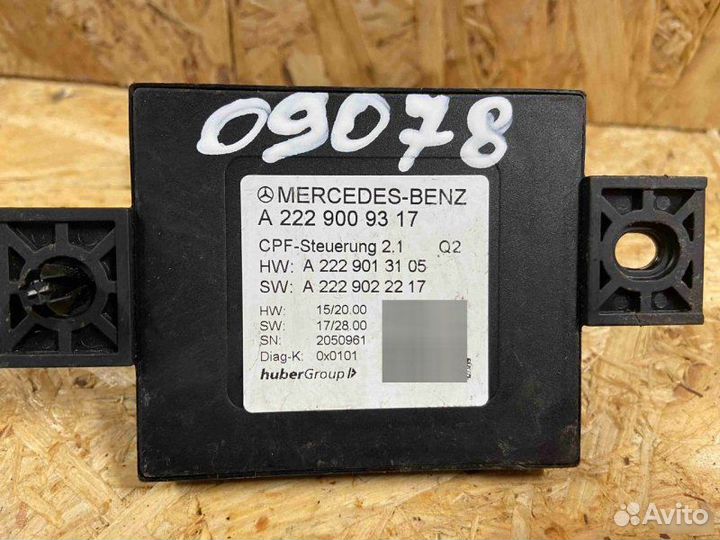 09078
MERCEDES-BENZ
A 222 900 93 17
CPF-Steuerung 2.1 Q2
HW: A 222 901 31 05
SW: A 222 902 22 17
HW: 15/20.00
SW: 17/28.00
SN: 2050961
Diag-K: 0x0101
huberGroup
Avito